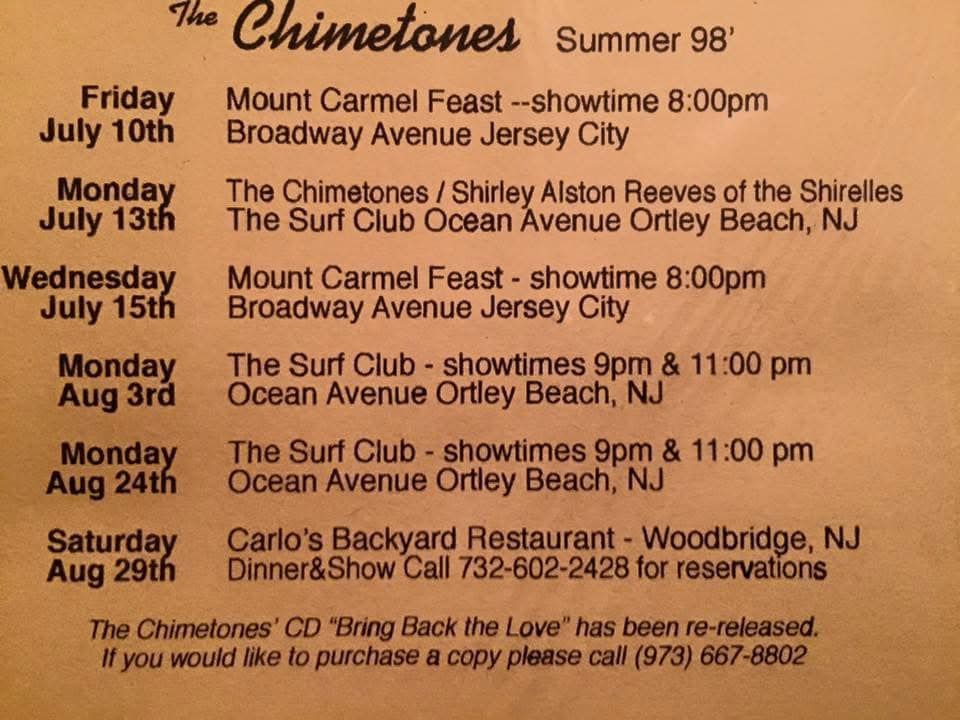 The Chimetones Summer 98'
Friday Mount Carmel Feast --showtime 8:00pm
July 10th Broadway Avenue Jersey City
Monday The Chimetones / Shirley Alston Reeves of the Shirelles
July 13th The Surf Club Ocean Avenue Ortley Beach, NJ
Wednesday Mount Carmel Feast - showtime 8:00pm
July 15th Broadway Avenue Jersey City
Monday The Surf Club - showtimes 9pm & 11:00 pm
Aug 3rd Ocean Avenue Ortley Beach, NJ
Monday The Surf Club - showtimes 9pm & 11:00 pm
Aug 24th Ocean Avenue Ortley Beach, NJ
Saturday Carlo's Backyard Restaurant - Woodbridge, NJ
Aug 29th Dinner&Show Call 732-602-2428 for reservations
The Chimetones' CD "Bring Back the Love" has been re-released.
If you would like to purchase a copy please call (973) 667-8802